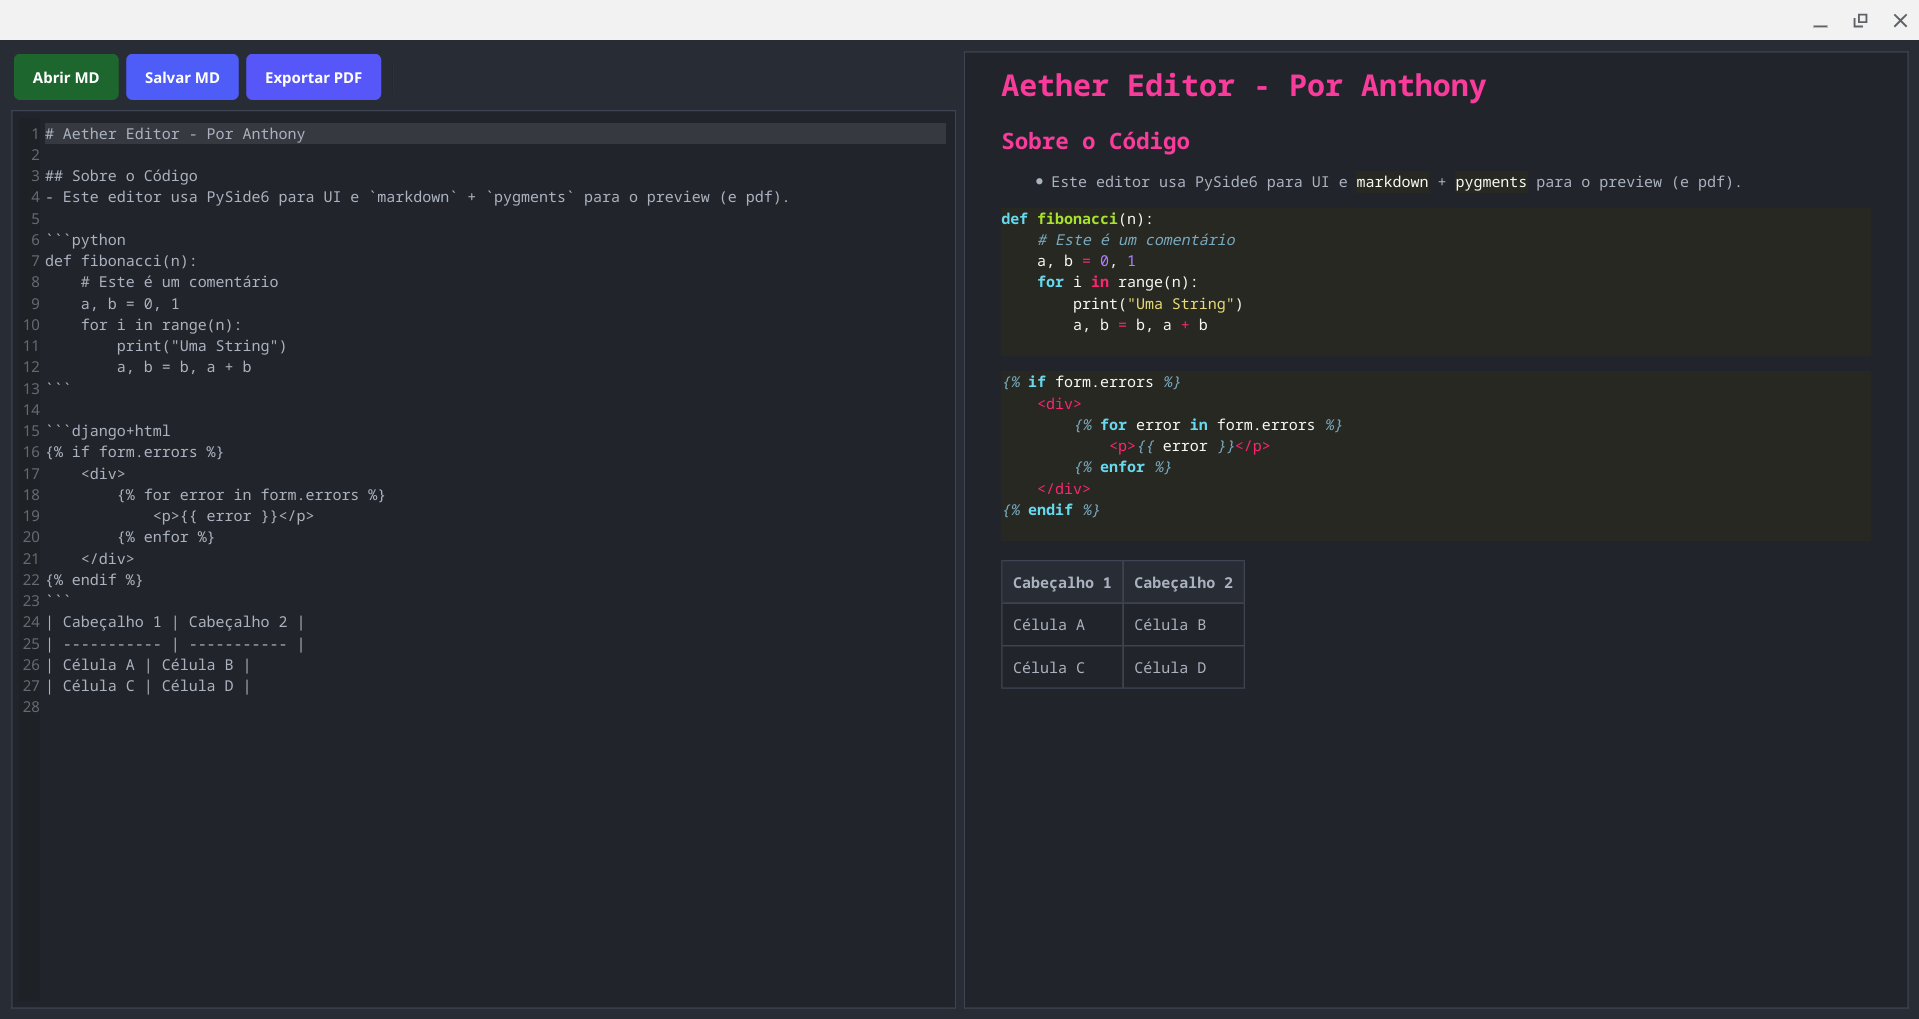 Abrir MD
Salvar MD
Exportar PDF
1 # Aether Editor - Por Anthony
2
3 ## Sobre o Código
4 - Este editor usa PySide6 para UI e `markdown` + `pygments` para o preview (e pdf).
5
6 ```python
7 def fibonacci(n):
8     # Este é um comentário
9     a, b = 0, 1
10     for i in range(n):
11         print("Uma String")
12         a, b = b, a + b
13 ```
14
15 ```django+html
16 {% if form.errors %}
17     <div>
18         {% for error in form.errors %}
19             <p>{{ error }}</p>
20         {% enfor %}
21     </div>
22 {% endif %}
23 ```
24 | Cabeçalho 1 | Cabeçalho 2 |
25 | ----------- | ----------- |
26 | Célula A | Célula B |
27 | Célula C | Célula D |
28
Aether Editor - Por Anthony
Sobre o Código
• Este editor usa PySide6 para UI e markdown + pygments para o preview (e pdf).
def fibonacci(n):
    # Este é um comentário
    a, b = 0, 1
    for i in range(n):
        print("Uma String")
        a, b = b, a + b
{% if form.errors %}
    <div>
        {% for error in form.errors %}
            <p>{{ error }}</p>
        {% enfor %}
    </div>
{% endif %}
Cabeçalho 1 Cabeçalho 2
Célula A Célula B
Célula C Célula D